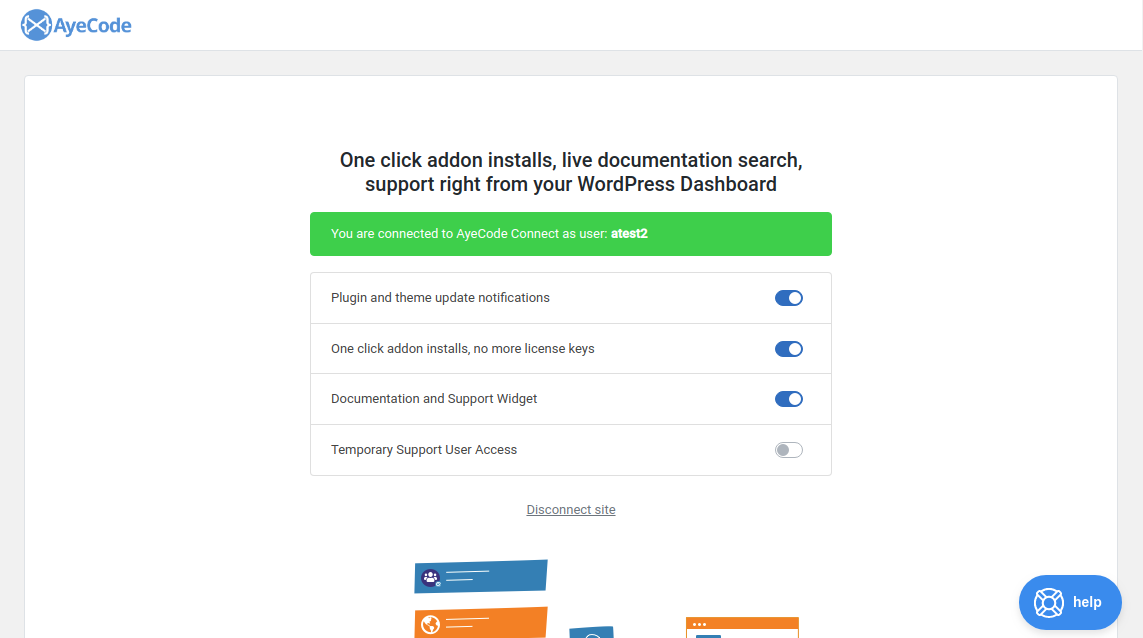 AyeCode
One click addon installs, live documentation search,
support right from your WordPress Dashboard
You are connected to AyeCode Connect as user: atest2
Plugin and theme update notifications
One click addon installs, no more license keys
Documentation and Support Widget
Temporary Support User Access
Disconnect site
help